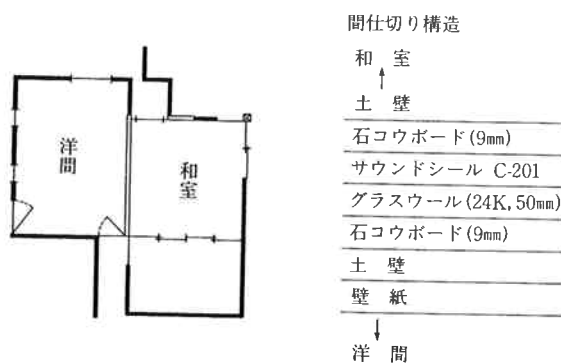 洋間
和室
間仕切り構造
和 室
土 壁
石コウボード(9mm)
サウンドシール C-201
グラスウール(24K, 50mm)
石コウボード(9mm)
土 壁
壁 紙
洋 間